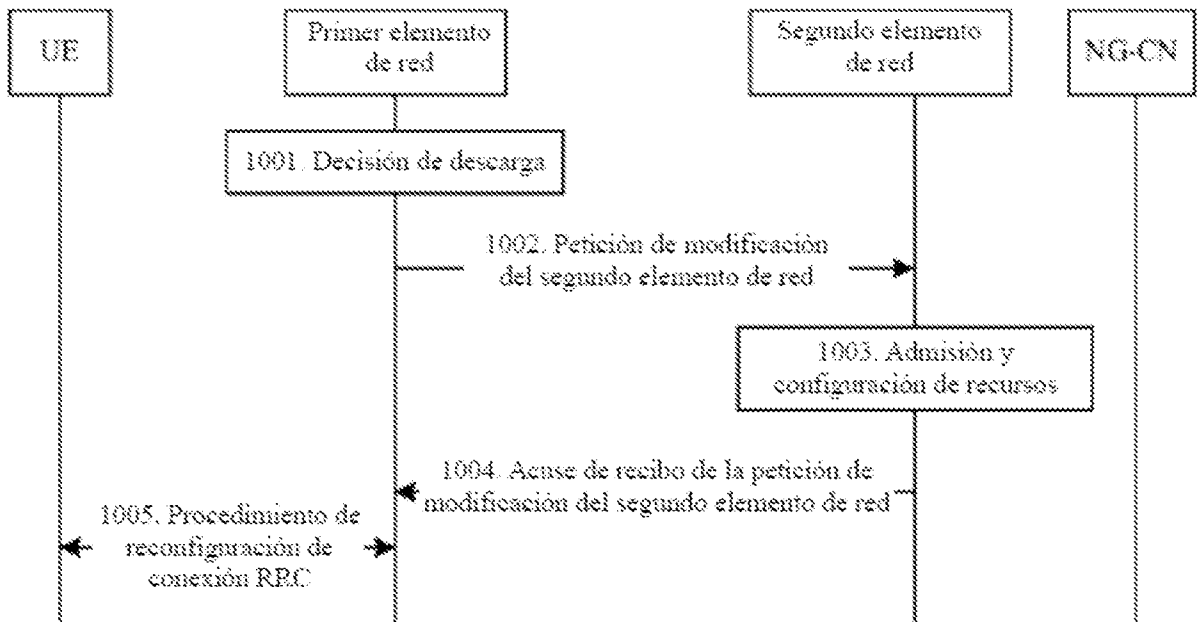 UE
Primer elemento
de red
Segundo elemento
de red
NG-CN
1001. Decisión de descarga
1002. Petición de modificación
del segundo elemento de red
1003. Admisión y
configuración de recursos
1004. Acuse de recibo de la petición de
modificación del segundo elemento de red
1005. Procedimiento de
reconfiguración de
conexión RRC